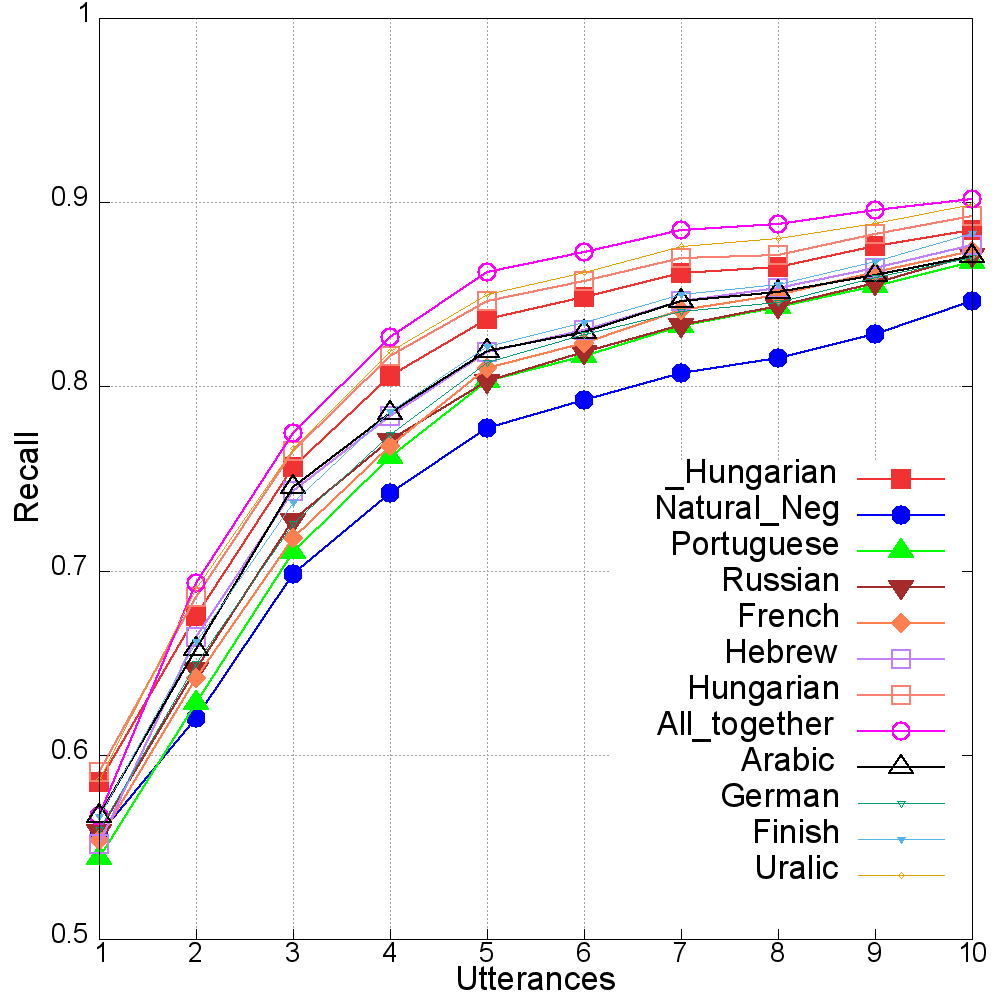 1
0.9
0.8
0.7
0.6
0.5
Recall
_Hungarian
Natural_Neg
Portuguese
Russian
French
Hebrew
Hungarian
All_together
Arabic
German
Finish
Uralic
1 2 3 4 5 6 7 8 9 10
Utterances